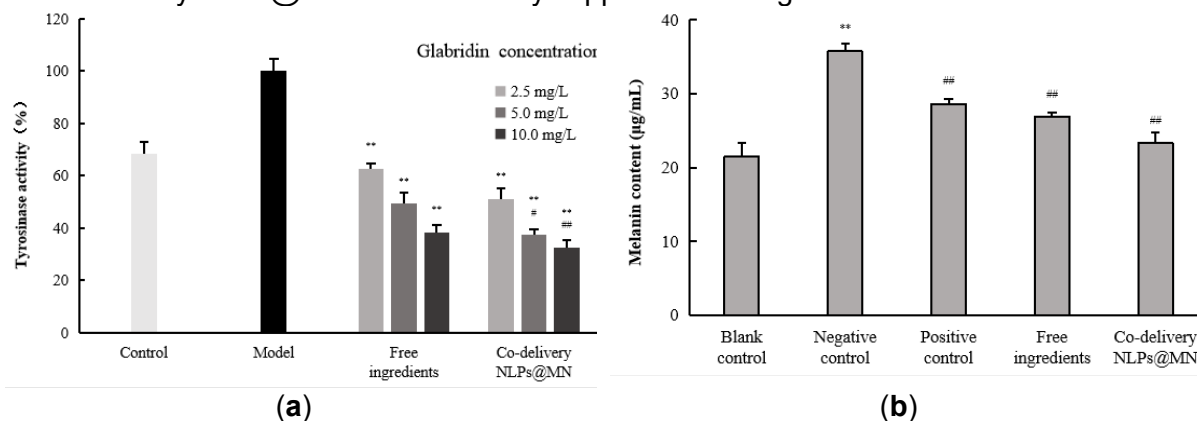 120
100
80
60
40
20
0
Tyrosinase activity (%)
Glabridin concentration
2.5 mg/L
5.0 mg/L
10.0 mg/L
**
**
**
**
**
#
**
##
Control
Model
Free
ingredients
Co-delivery
NLPs@MN
(a)
40
30
20
10
0
Melanin content (μg/mL)
**
##
##
##
Blank
control
Negative
control
Positive
control
Free
ingredients
Co-delivery
NLPs@MN
(b)